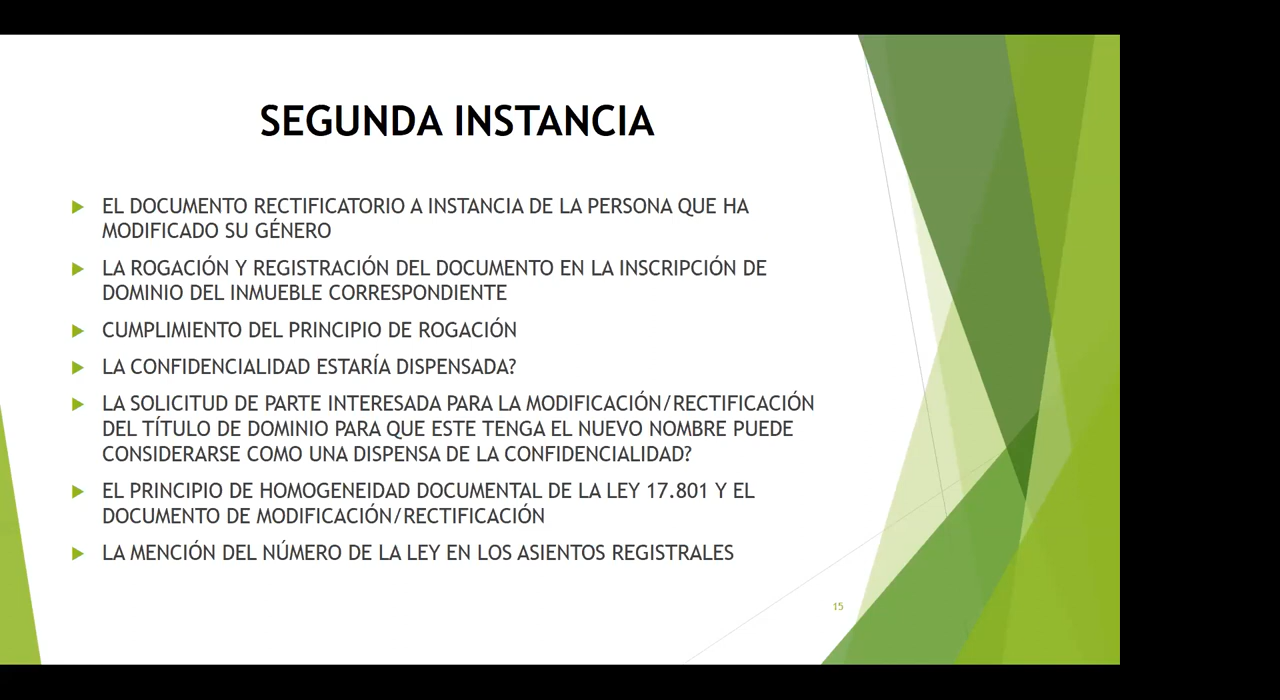 SEGUNDA INSTANCIA
EL DOCUMENTO RECTIFICATORIO A INSTANCIA DE LA PERSONA QUE HA
MODIFICADO SU GÉNERO
LA ROGACIÓN Y REGISTRACIÓN DEL DOCUMENTO EN LA INSCRIPCIÓN DE
DOMINIO DEL INMUEBLE CORRESPONDIENTE
CUMPLIMIENTO DEL PRINCIPIO DE ROGACIÓN
LA CONFIDENCIALIDAD ESTARÍA DISPENSADA?
LA SOLICITUD DE PARTE INTERESADA PARA LA MODIFICACIÓN/RECTIFICACIÓN
DEL TÍTULO DE DOMINIO PARA QUE ESTE TENGA EL NUEVO NOMBRE PUEDE
CONSIDERARSE COMO UNA DISPENSA DE LA CONFIDENCIALIDAD?
EL PRINCIPIO DE HOMOGENEIDAD DOCUMENTAL DE LA LEY 17.801 Y EL
DOCUMENTO DE MODIFICACIÓN/RECTIFICACIÓN
LA MENCIÓN DEL NÚMERO DE LA LEY EN LOS ASIENTOS REGISTRALES
15